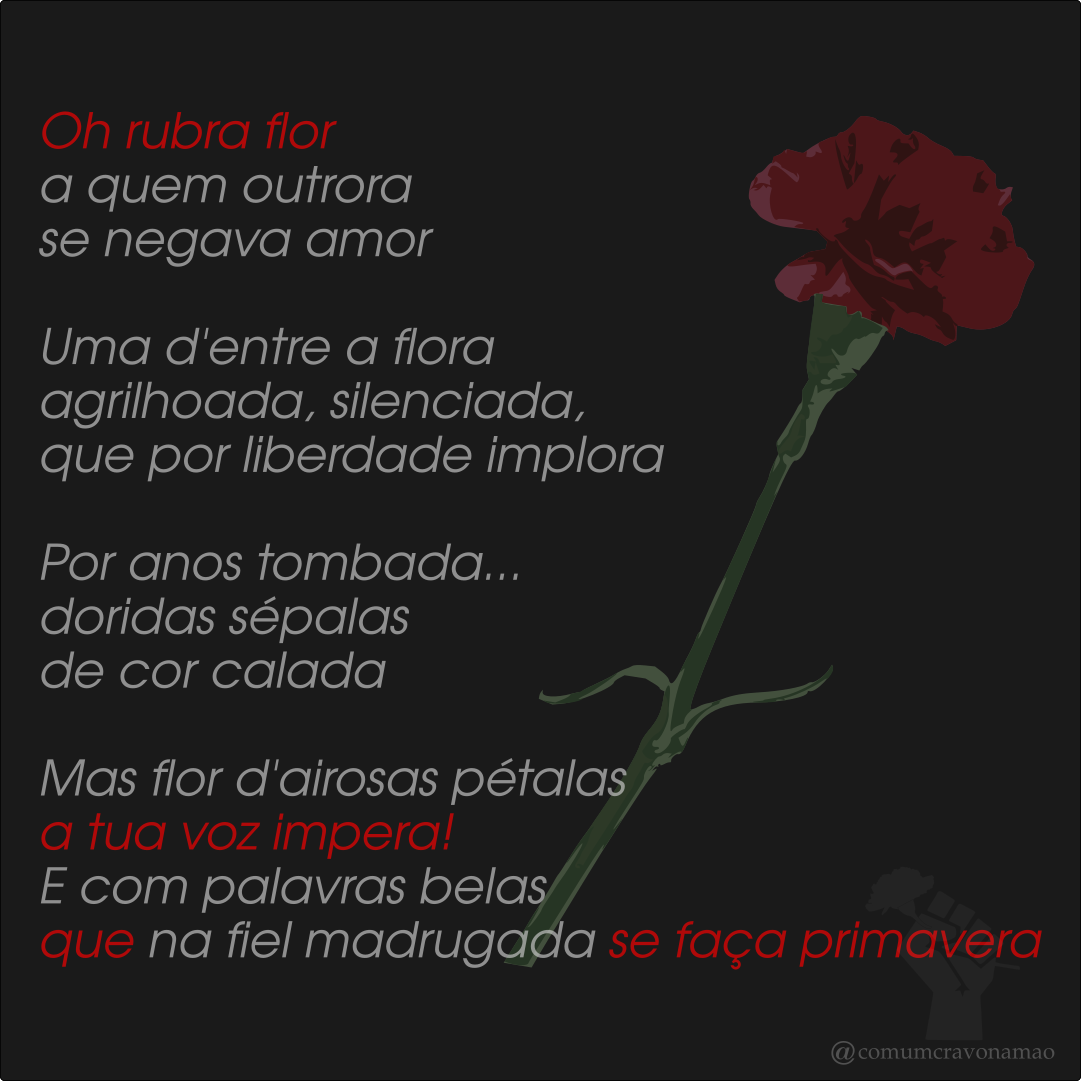 Oh rubra flor
a quem outrora
se negava amor
Uma d'entre a flora
agrilhoada, silenciada,
que por liberdade implora
Por anos tombada...
doridas sépalas
de cor calada
Mas flor d'airosas pétalas
a tua voz impera!
E com palavras belas
que na fiel madrugada se faça primavera
@comumcravonamao